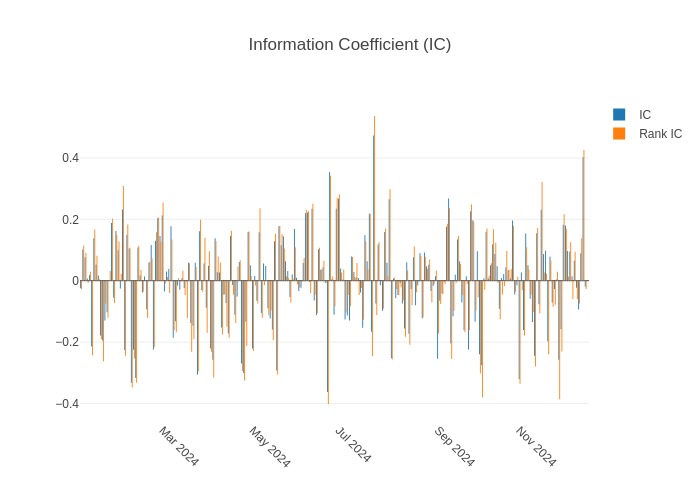 Information Coefficient (IC)
IC
Rank IC
0.4
0.2
0
−0.2
−0.4
Mar 2024
May 2024
Jul 2024
Sep 2024
Nov 2024